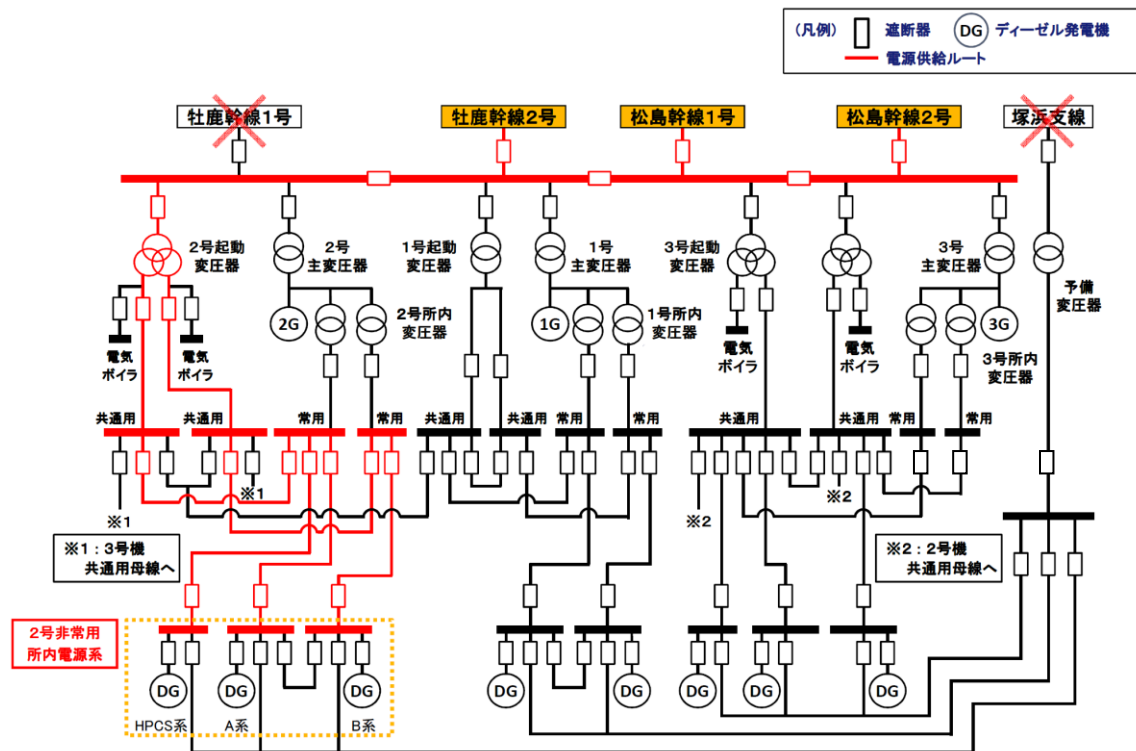 (凡例) 遮断器 DG ディーゼル発電機
電源供給ルート
牡鹿幹線1号
牡鹿幹線2号
松島幹線1号
松島幹線2号
塚浜支線
2号起動
変圧器
2号
主変圧器
1号起動
変圧器
1号
主変圧器
3号起動
変圧器
3号
主変圧器
予備
変圧器
2G
2号所内
変圧器
1G
1号所内
変圧器
3G
3号所内
変圧器
電気
ボイラ
電気
ボイラ
電気
ボイラ
電気
ボイラ
共通用
共通用
常用
常用
共通用
共通用
常用
常用
共通用
共通用
常用
常用
※1
※1
※2
※2
※1:3号機
共通用母線へ
※2:2号機
共通用母線へ
2号非常用
所内電源系
DG
DG
DG
DG
DG
DG
DG
DG
HPCS系
A系
B系